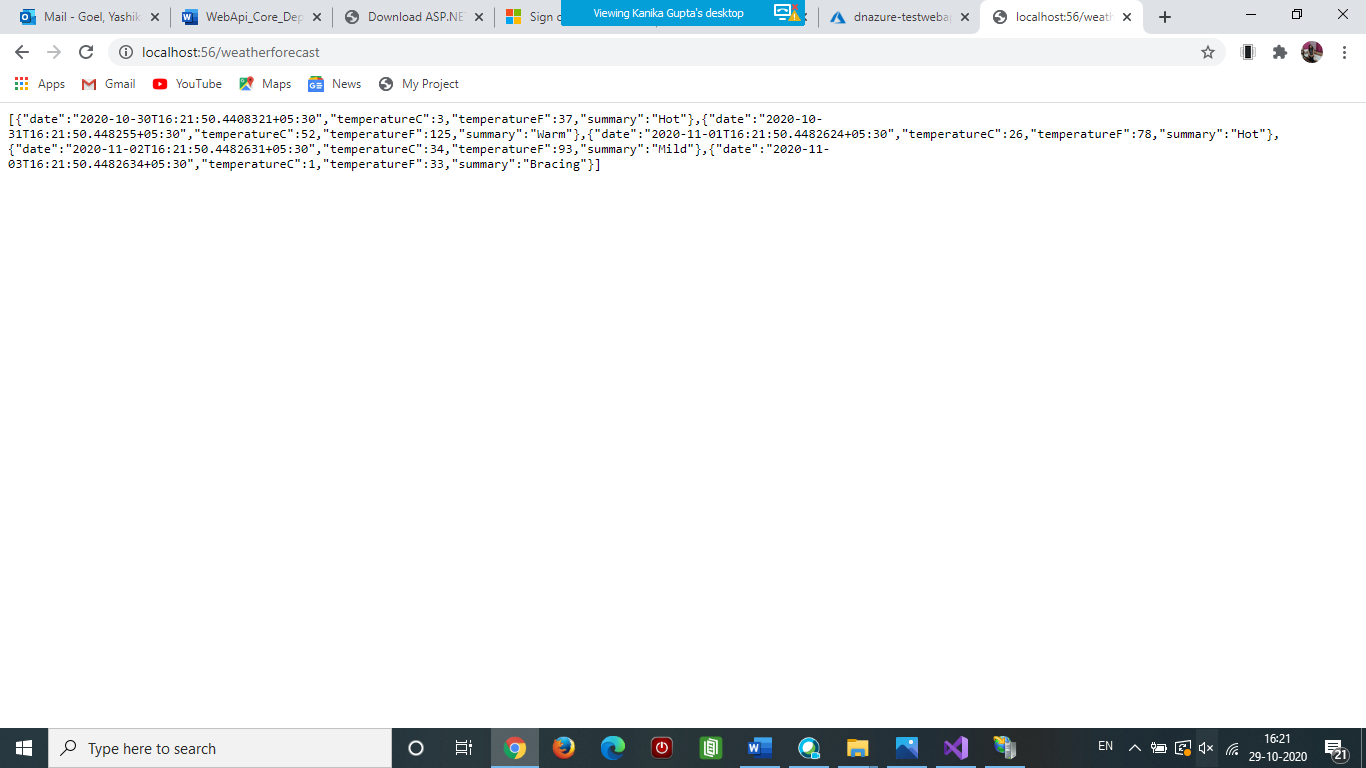 Mail - Goel, Yashik
WebApi_Core_Dep
Download ASP.NE
Sign o
Viewing Kanika Gupta's desktop
dnazure-testwebap
localhost:56/weath
localhost:56/weatherforecast
Apps
Gmail
YouTube
Maps
News
My Project
[{"date":"2020-10-30T16:21:50.4408321+05:30","temperatureC":3,"temperatureF":37,"summary":"Hot"},{"date":"2020-10-
31T16:21:50.448255+05:30","temperatureC":52,"temperatureF":125,"summary":"Warm"},{"date":"2020-11-01T16:21:50.4482624+05:30","temperatureC":26,"temperatureF":78,"summary":"Hot"},
{"date":"2020-11-02T16:21:50.4482631+05:30","temperatureC":34,"temperatureF":93,"summary":"Mild"},{"date":"2020-11-
03T16:21:50.4482634+05:30","temperatureC":1,"temperatureF":33,"summary":"Bracing"}]
Type here to search
EN
16:21
29-10-2020
21